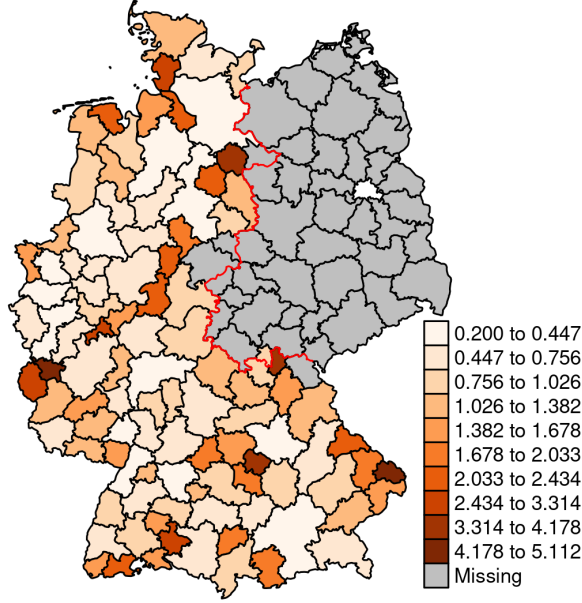 0.200 to 0.447
0.447 to 0.756
0.756 to 1.026
1.026 to 1.382
1.382 to 1.678
1.678 to 2.033
2.033 to 2.434
2.434 to 3.314
3.314 to 4.178
4.178 to 5.112
Missing